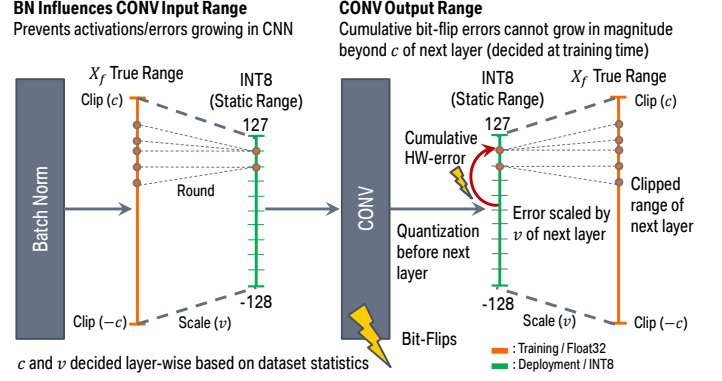 BN Influences CONV Input Range
Prevents activations/errors growing in CNN
X_f True Range
Clip (c)
INT8
(Static Range)
127
Batch Norm
Round
-128
Clip (−c)
Scale (v)
c and v decided layer-wise based on dataset statistics
CONV Output Range
Cumulative bit-flip errors cannot grow in magnitude
beyond c of next layer (decided at training time)
INT8
(Static Range)
X_f True Range
Clip (c)
127
Cumulative
HW-error
CONV
Quantization
before next
layer
Error scaled by
v of next layer
Clipped
range of
next layer
-128
Scale (v)
Clip (−c)
Bit-Flips
: Training / Float32
: Deployment / INT8